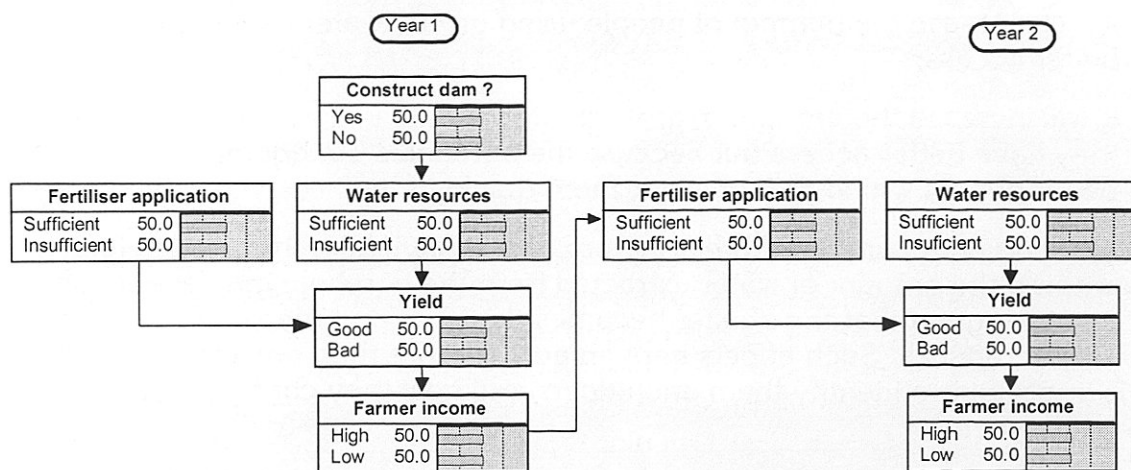 Year 1
Year 2
Construct dam ?
Yes 50.0
No 50.0
Fertiliser application
Sufficient 50.0
Insufficient 50.0
Water resources
Sufficient 50.0
Insuficient 50.0
Fertiliser application
Sufficient 50.0
Insufficient 50.0
Water resources
Sufficient 50.0
Insufficient 50.0
Yield
Good 50.0
Bad 50.0
Yield
Good 50.0
Bad 50.0
Farmer income
High 50.0
Low 50.0
Farmer income
High 50.0
Low 50.0